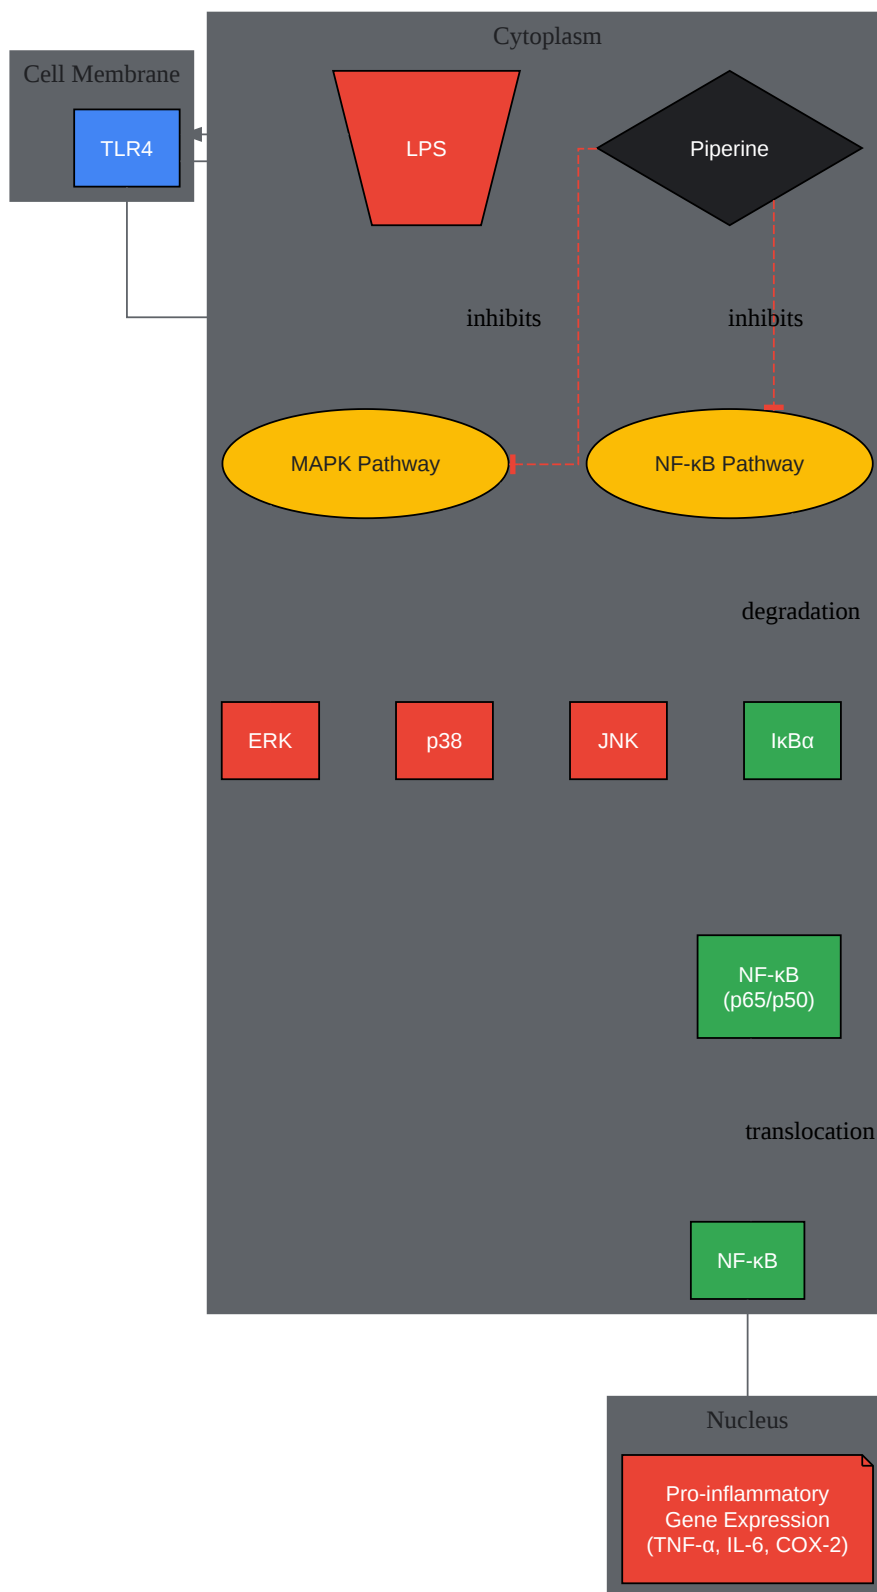 Cytoplasm
Cell Membrane
TLR4
LPS
Piperine
inhibits
inhibits
MAPK Pathway
NF-κB Pathway
degradation
ERK
p38
JNK
IκBα
NF-κB
(p65/p50)
translocation
NF-κB
Nucleus
Pro-inflammatory
Gene Expression
(TNF-α, IL-6, COX-2)